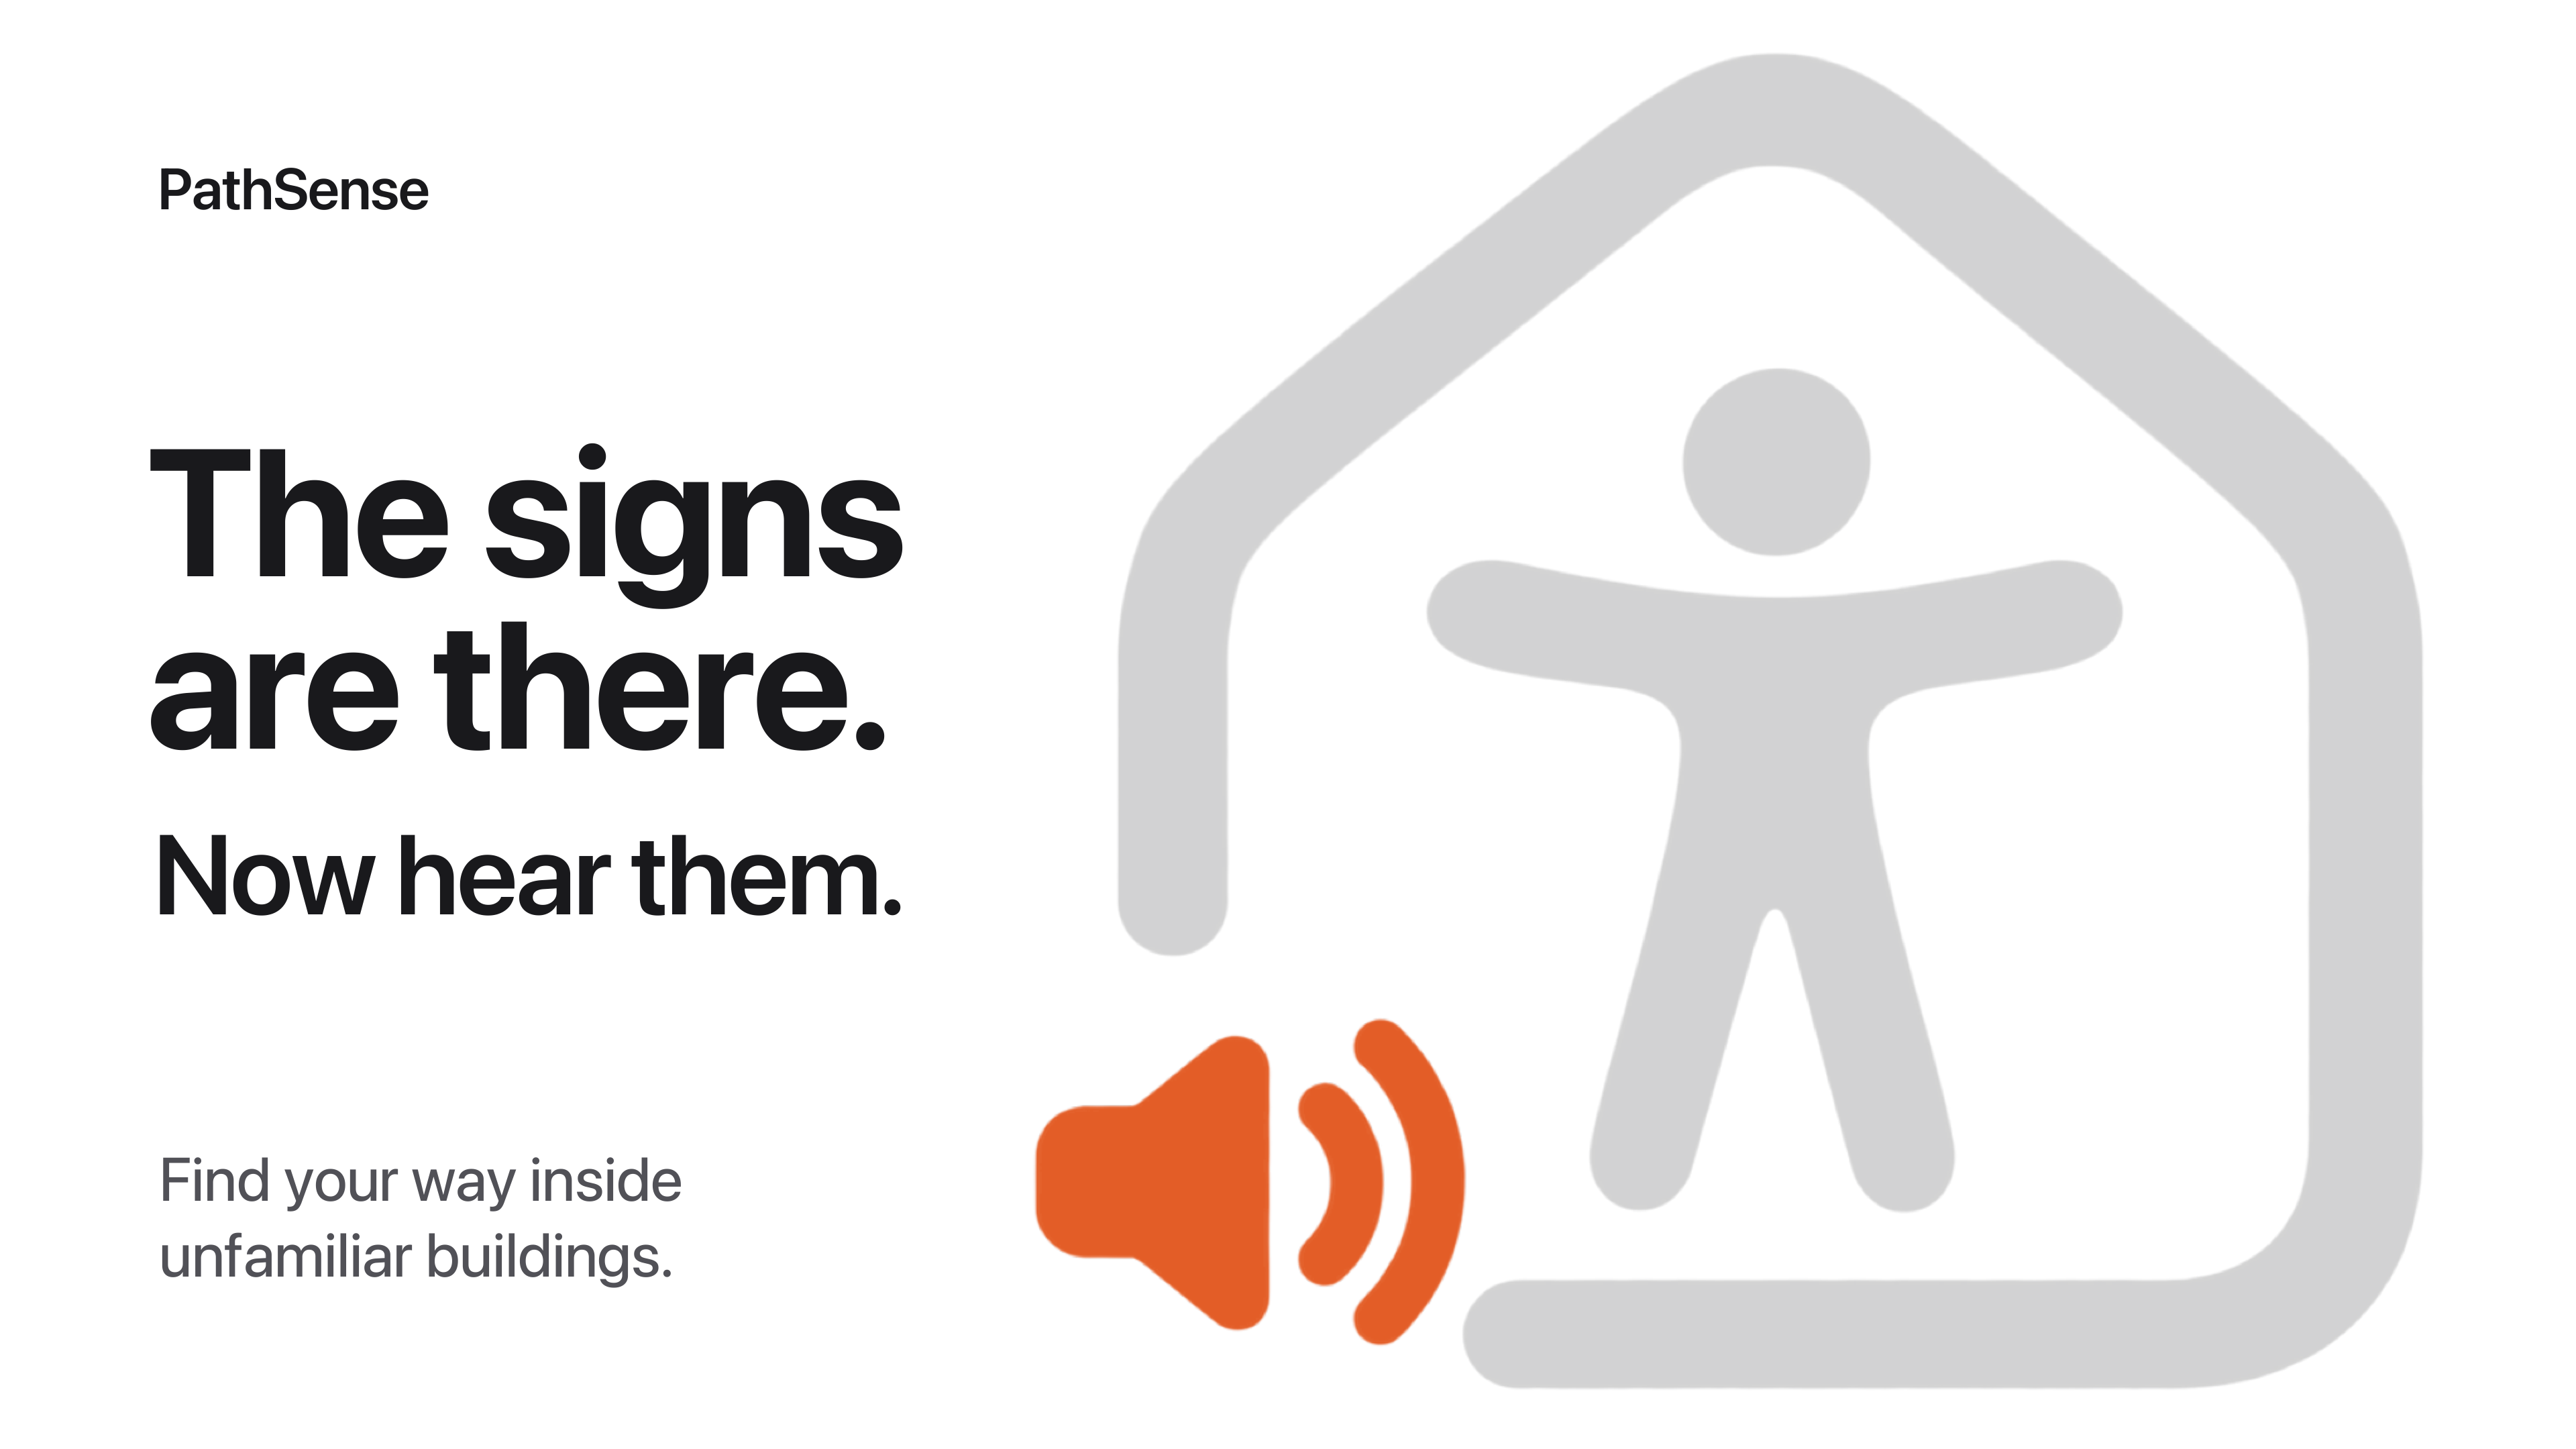 PathSense
The signs
are there.
Now hear them.
Find your way inside
unfamiliar buildings.